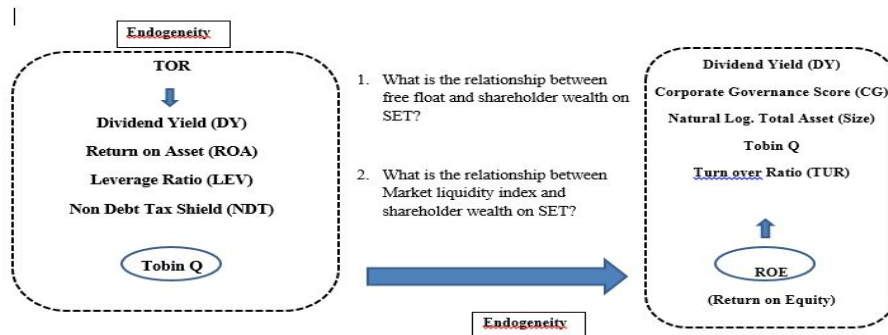 Endogeneity
TOR
Dividend Yield (DY)
Return on Asset (ROA)
Leverage Ratio (LEV)
Non Debt Tax Shield (NDT)
Tobin Q
1. What is the relationship between
free float and shareholder wealth on
SET?
2. What is the relationship between
Market liquidity index and
shareholder wealth on SET?
Endogeneity
Dividend Yield (DY)
Corporate Governance Score (CG)
Natural Log. Total Asset (Size)
Tobin Q
Turn over Ratio (TUR)
ROE
(Return on Equity)